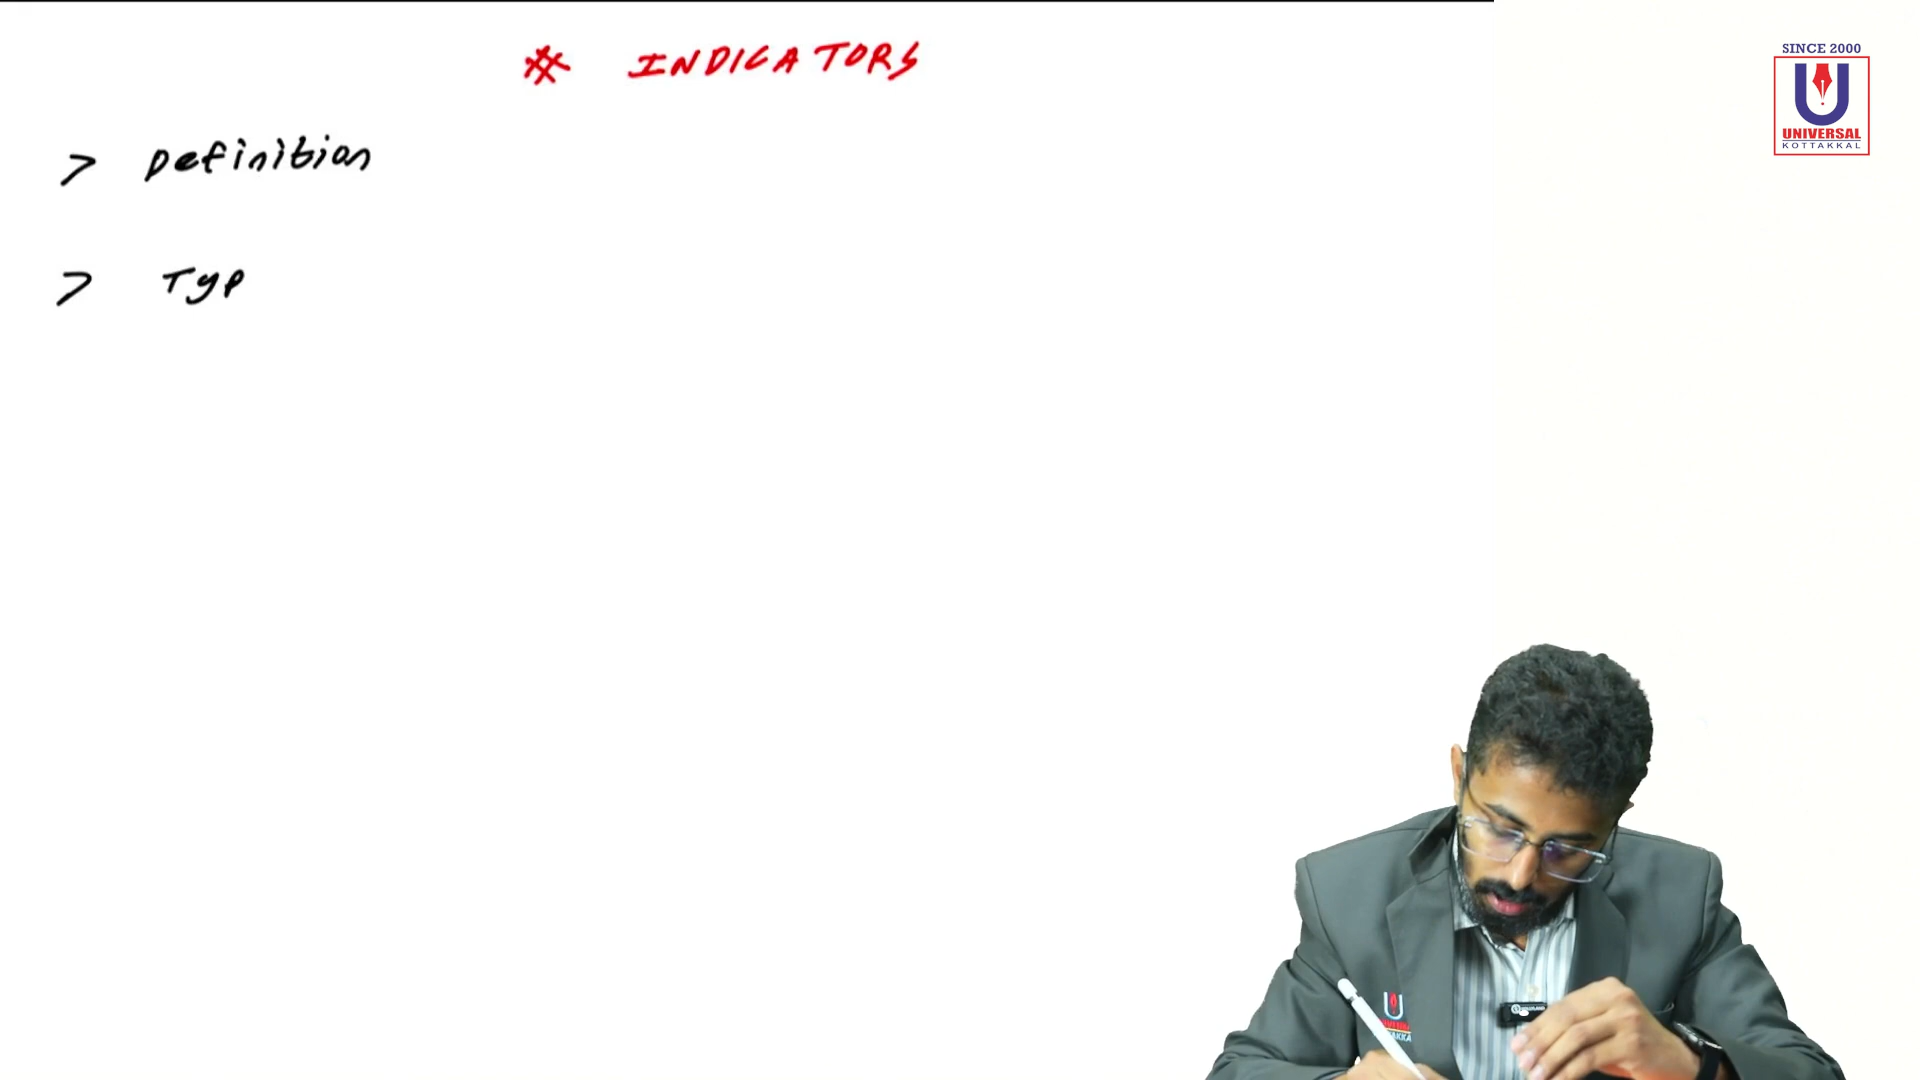 # INDICATORS
> Definition
> Typ
SINCE 2000
U
UNIVERSAL
KOTTAKKAL